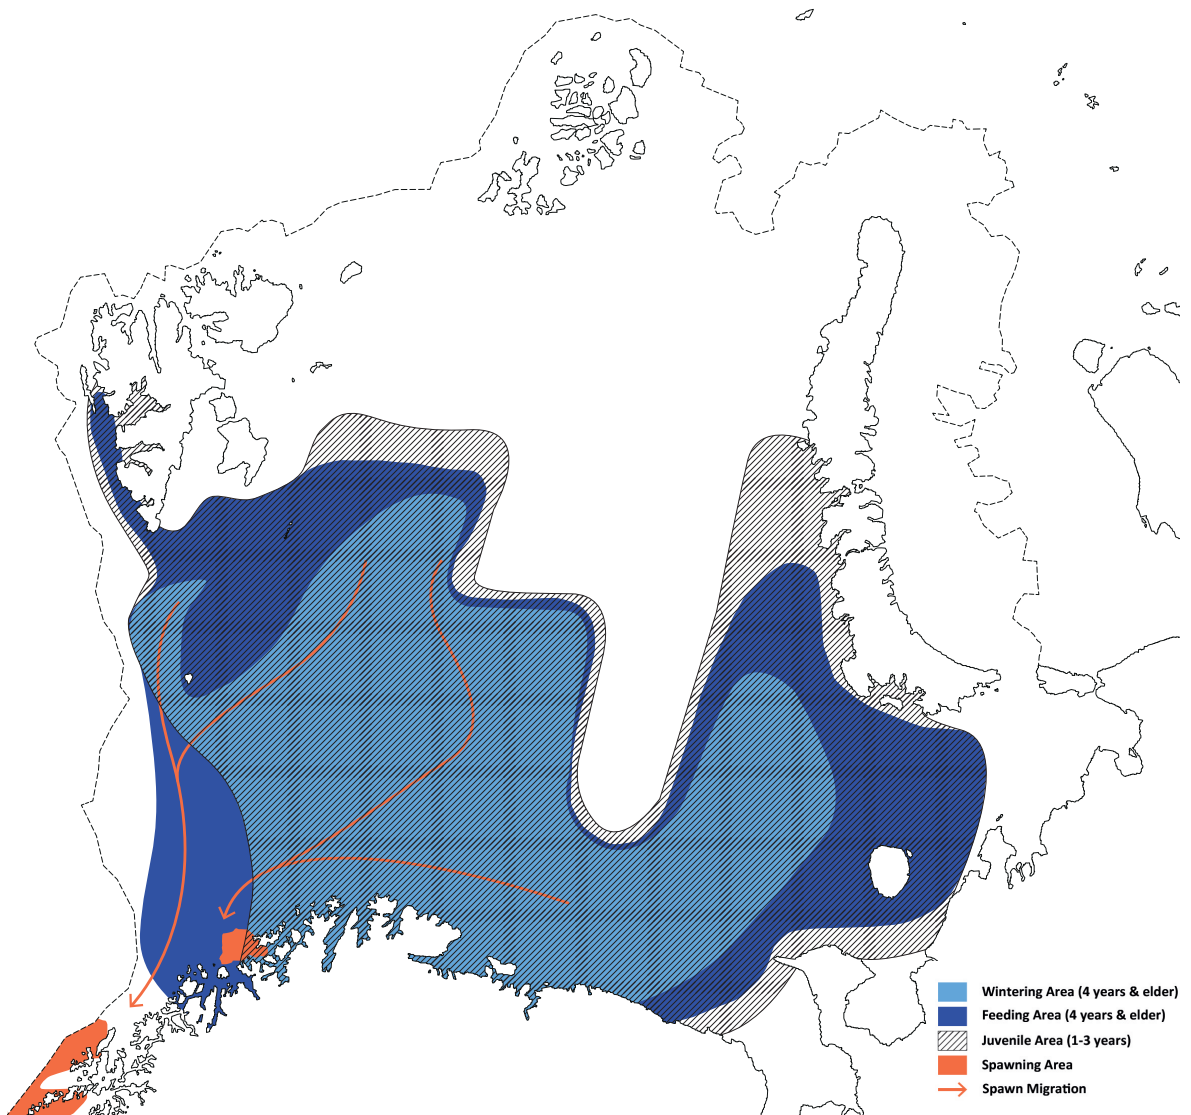 Wintering Area (4 years & elder)
Feeding Area (4 years & elder)
Juvenile Area (1-3 years)
Spawning Area
Spawn Migration